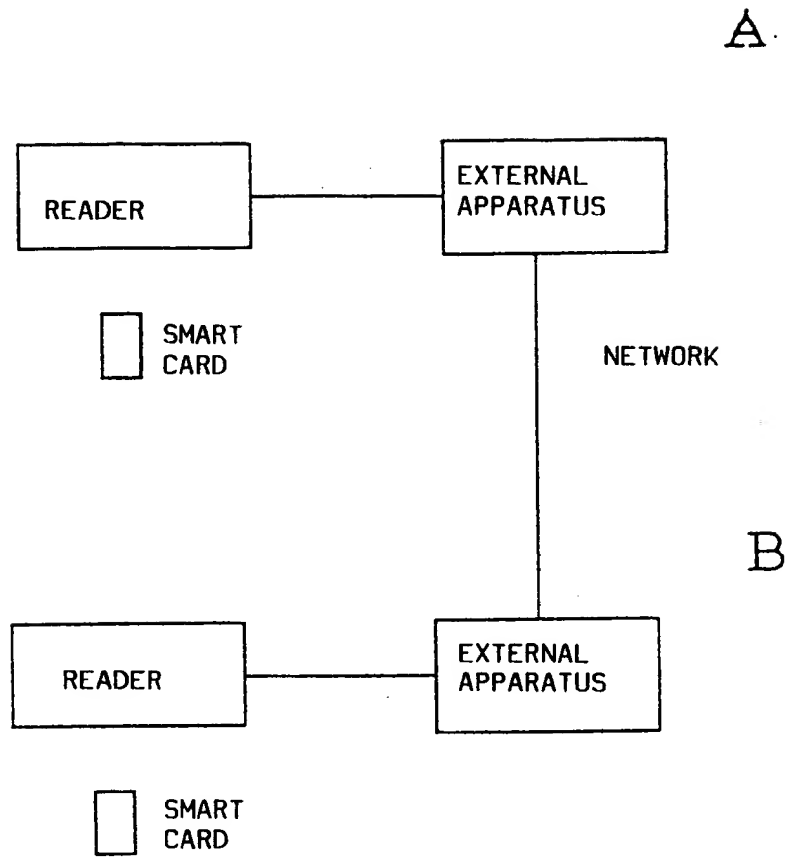 A
EXTERNAL
APPARATUS
READER
SMART
CARD
NETWORK
B
EXTERNAL
APPARATUS
READER
SMART
CARD